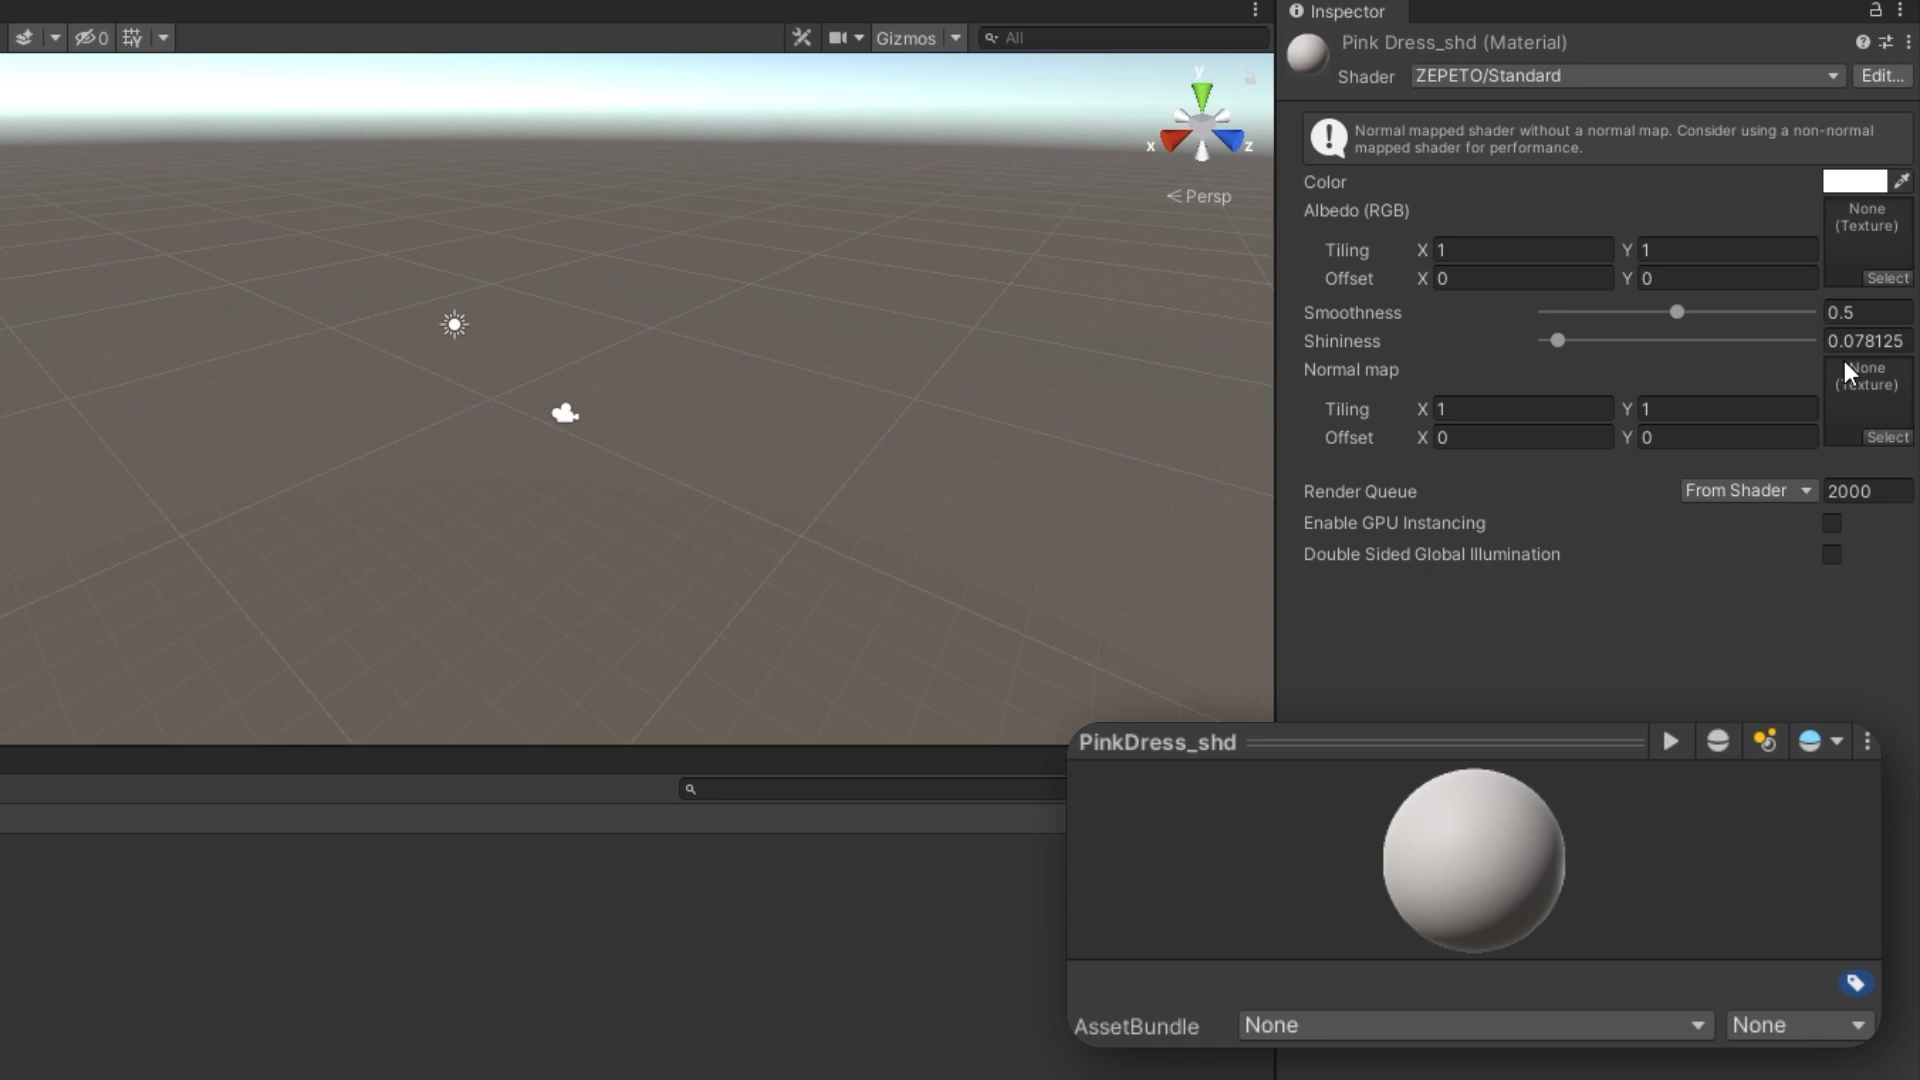 0
Gizmos
All
y
x
z
Persp
Inspector
Pink Dress_shd (Material)
Shader
ZEPETO/Standard
Edit...
Normal mapped shader without a normal map. Consider using a non-normal
mapped shader for performance.
Color
Albedo (RGB)
None
(Texture)
Tiling X 1 Y 1
Offset X 0 Y 0
Select
Smoothness 0.5
Shininess 0.078125
Normal map
None
(Texture)
Tiling X 1 Y 1
Offset X 0 Y 0
Select
Render Queue From Shader 2000
Enable GPU Instancing
Double Sided Global Illumination
PinkDress_shd
AssetBundle None None